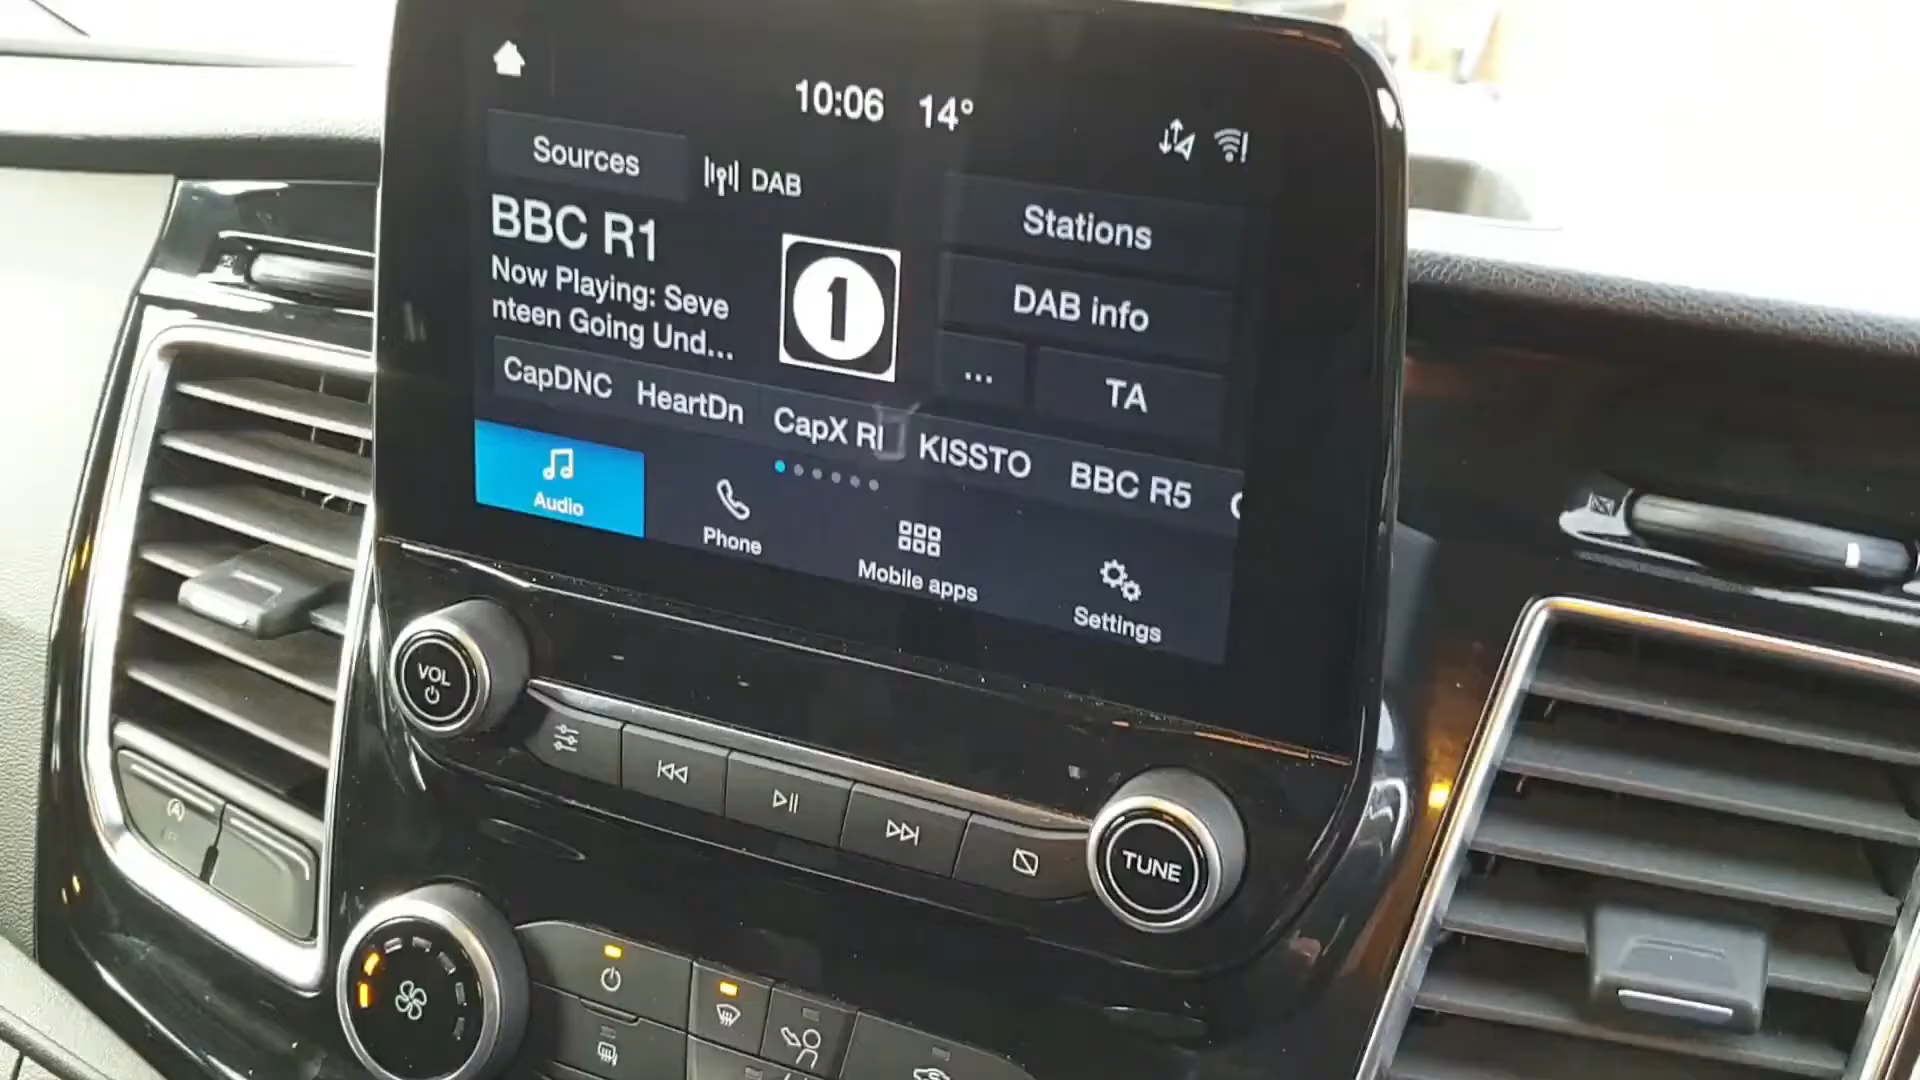 10:06 14°
Sources
DAB
Stations
BBC R1
1
Now Playing: Seve
nteen Going Und...
DAB info
...
TA
CapDNC
HeartDn
CapX RI
KISSTO
BBC R5
Audio
Phone
Mobile apps
Settings
VOL
TUNE